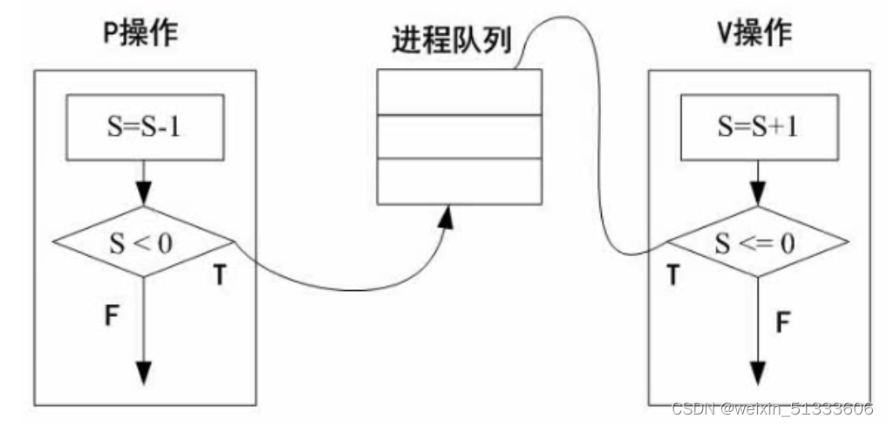 P操作
进程队列
V操作
S=S-1
S=S+1
S < 0
S <= 0
T
T
F
F
CSDN @weixin_51333606